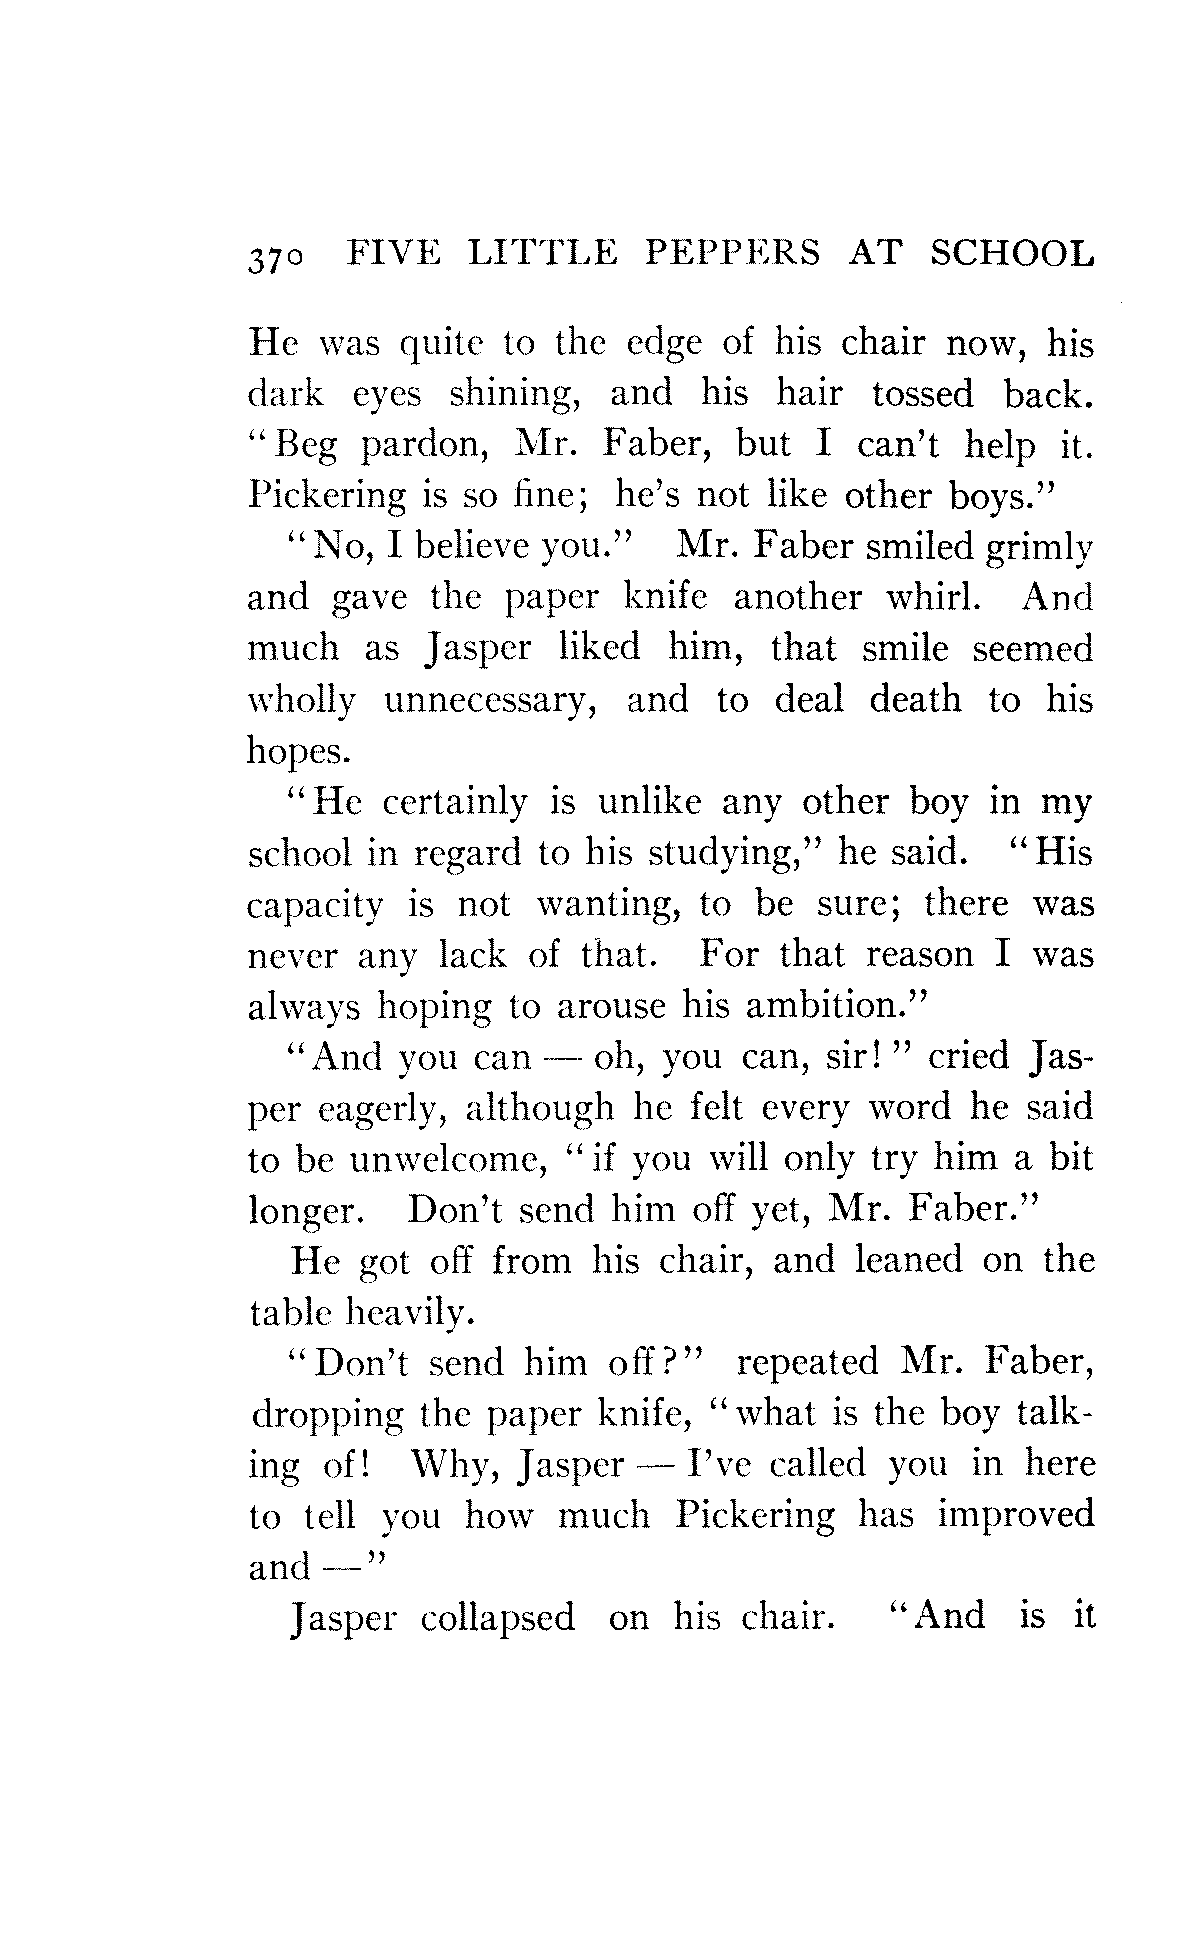 370 FIVE LITTLE PEPPERS AT SCHOOL
He was quite to the edge of his chair now, his
dark eyes shining, and his hair tossed back.
“Beg pardon, Mr. Faber, but I can’t help it.
Pickering is so fine; he’s not like other boys.”
“No, I believe you.” Mr. Faber smiled grimly
and gave the paper knife another whirl. And
much as Jasper liked him, that smile seemed
wholly unnecessary, and to deal death to his
hopes.
“He certainly is unlike any other boy in my
school in regard to his studying,” he said. “His
capacity is not wanting, to be sure; there was
never any lack of that. For that reason I was
always hoping to arouse his ambition.”
“And you can — oh, you can, sir!” cried Jas-
per eagerly, although he felt every word he said
to be unwelcome, “if you will only try him a bit
longer. Don’t send him off yet, Mr. Faber.”
He got off from his chair, and leaned on the
table heavily.
“Don’t send him off?” repeated Mr. Faber,
dropping the paper knife, “what is the boy talk-
ing of! Why, Jasper — I’ve called you in here
to tell you how much Pickering has improved
and —”
Jasper collapsed on his chair. “And is it